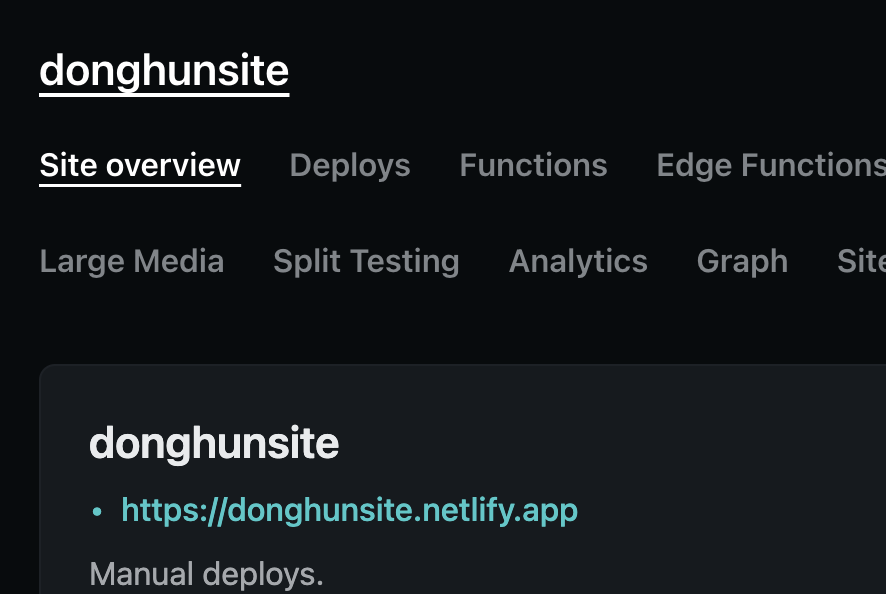 donghunsite
Site overview Deploys Functions Edge Functions
Large Media Split Testing Analytics Graph Site
donghunsite
• https://donghunsite.netlify.app
Manual deploys.